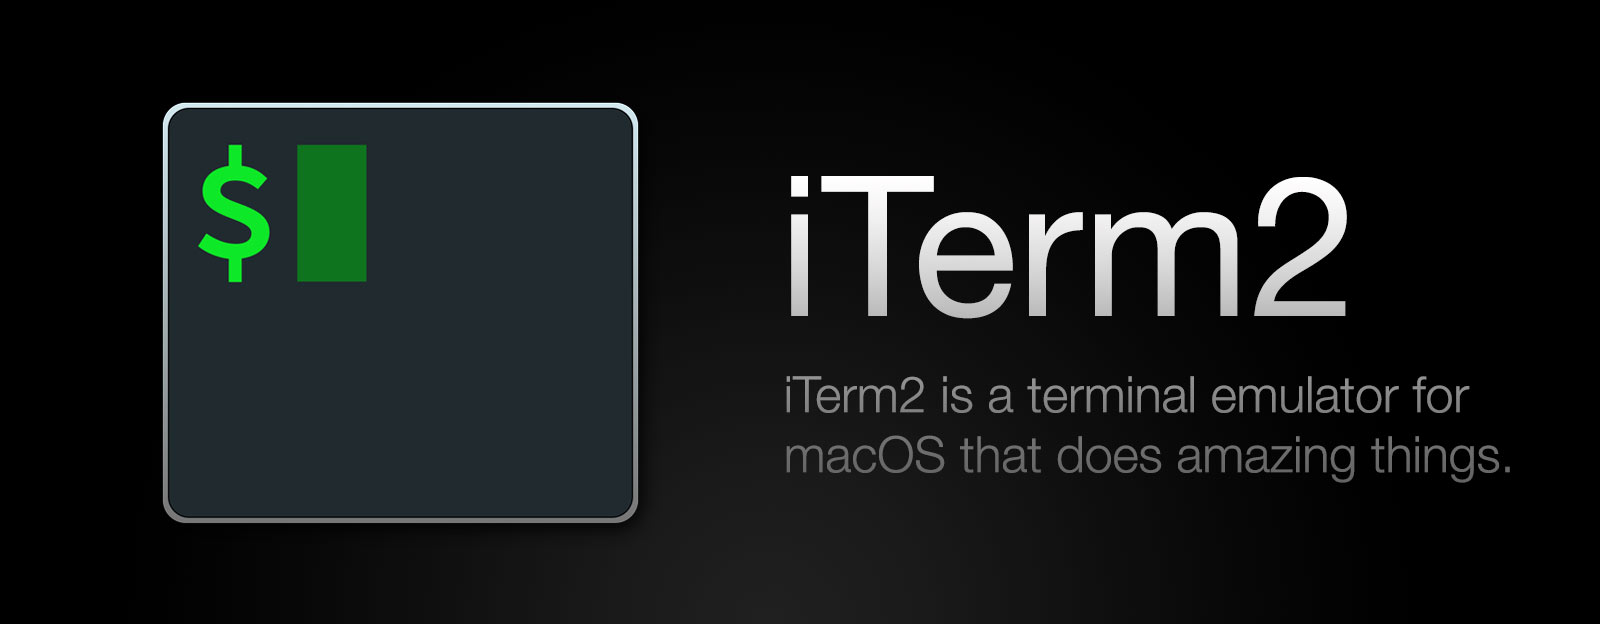 $
iTerm2
iTerm2 is a terminal emulator for
macOS that does amazing things.